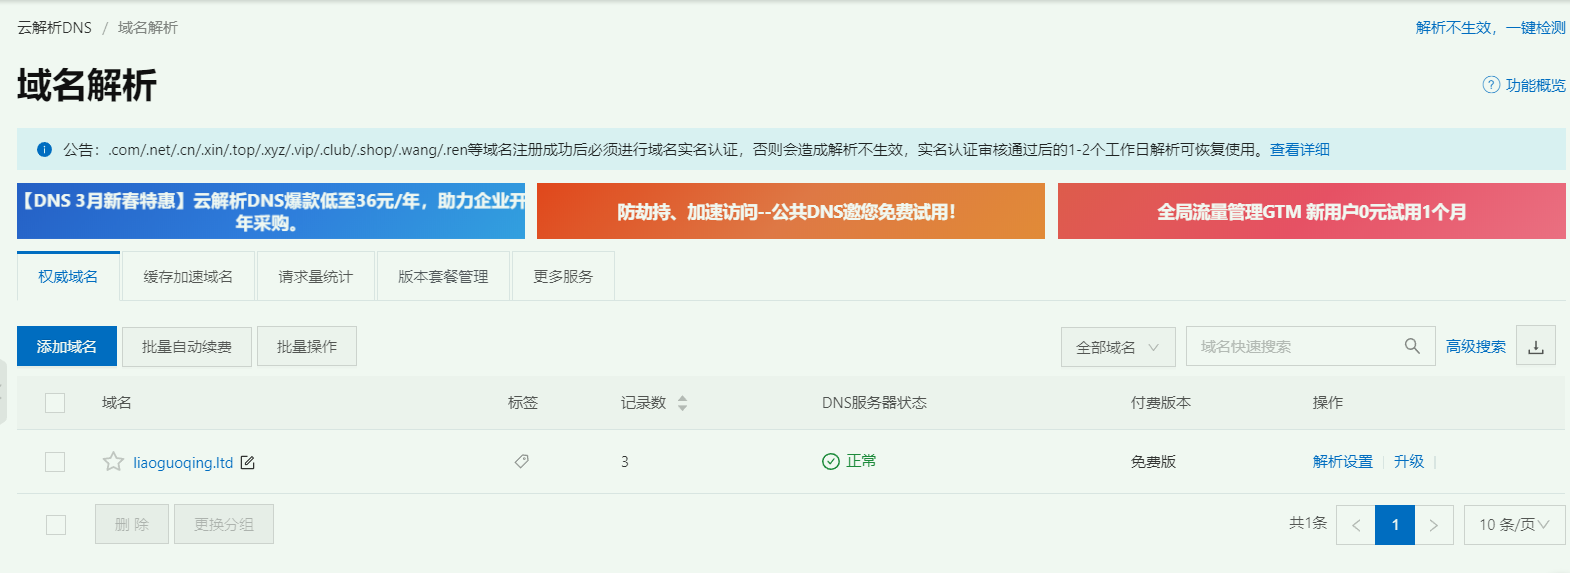 云解析DNS / 域名解析
解析不生效，一键检测
域名解析
功能概览
公告：.com/.net/.cn/.xin/.top/.xyz/.vip/.club/.shop/.wang/.ren等域名注册成功后必须进行域名实名认证，否则会造成解析不生效，实名认证审核通过后的1-2个工作日解析可恢复使用。查看详细
【DNS 3月新春特惠】云解析DNS爆款低至36元/年，助力企业开
年采购。
防劫持、加速访问--公共DNS邀您免费试用！
全局流量管理GTM 新用户0元试用1个月
权威域名 缓存加速域名 请求量统计 版本套餐管理 更多服务
添加域名 批量自动续费 批量操作 全部域名 域名快速搜索 高级搜索
域名 标签 记录数 DNS服务器状态 付费版本 操作
liaoguoqing.ltd 3 正常 免费版 解析设置 | 升级 |
删 除 更换分组 共1条 < 1 > 10 条/页